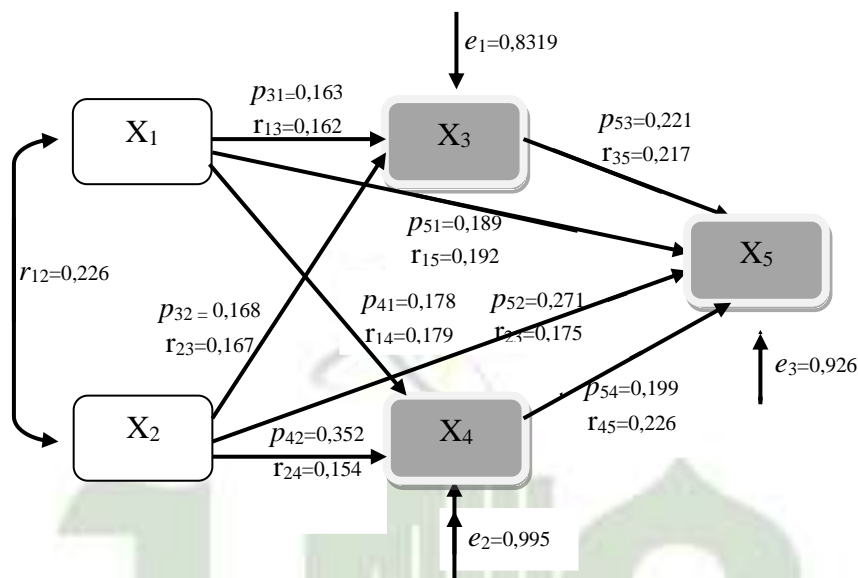 e1=0,8319
p31=0,163
r13=0,162
X1
X3
p53=0,221
r35=0,217
p51=0,189
r15=0,192
X5
r12=0,226
p32 = 0,168
r23=0,167
p41=0,178
r14=0,179
p52=0,271
r23=0,175
e3=0,926
p54=0,199
r45=0,226
X2
p42=0,352
r24=0,154
X4
e2=0,995